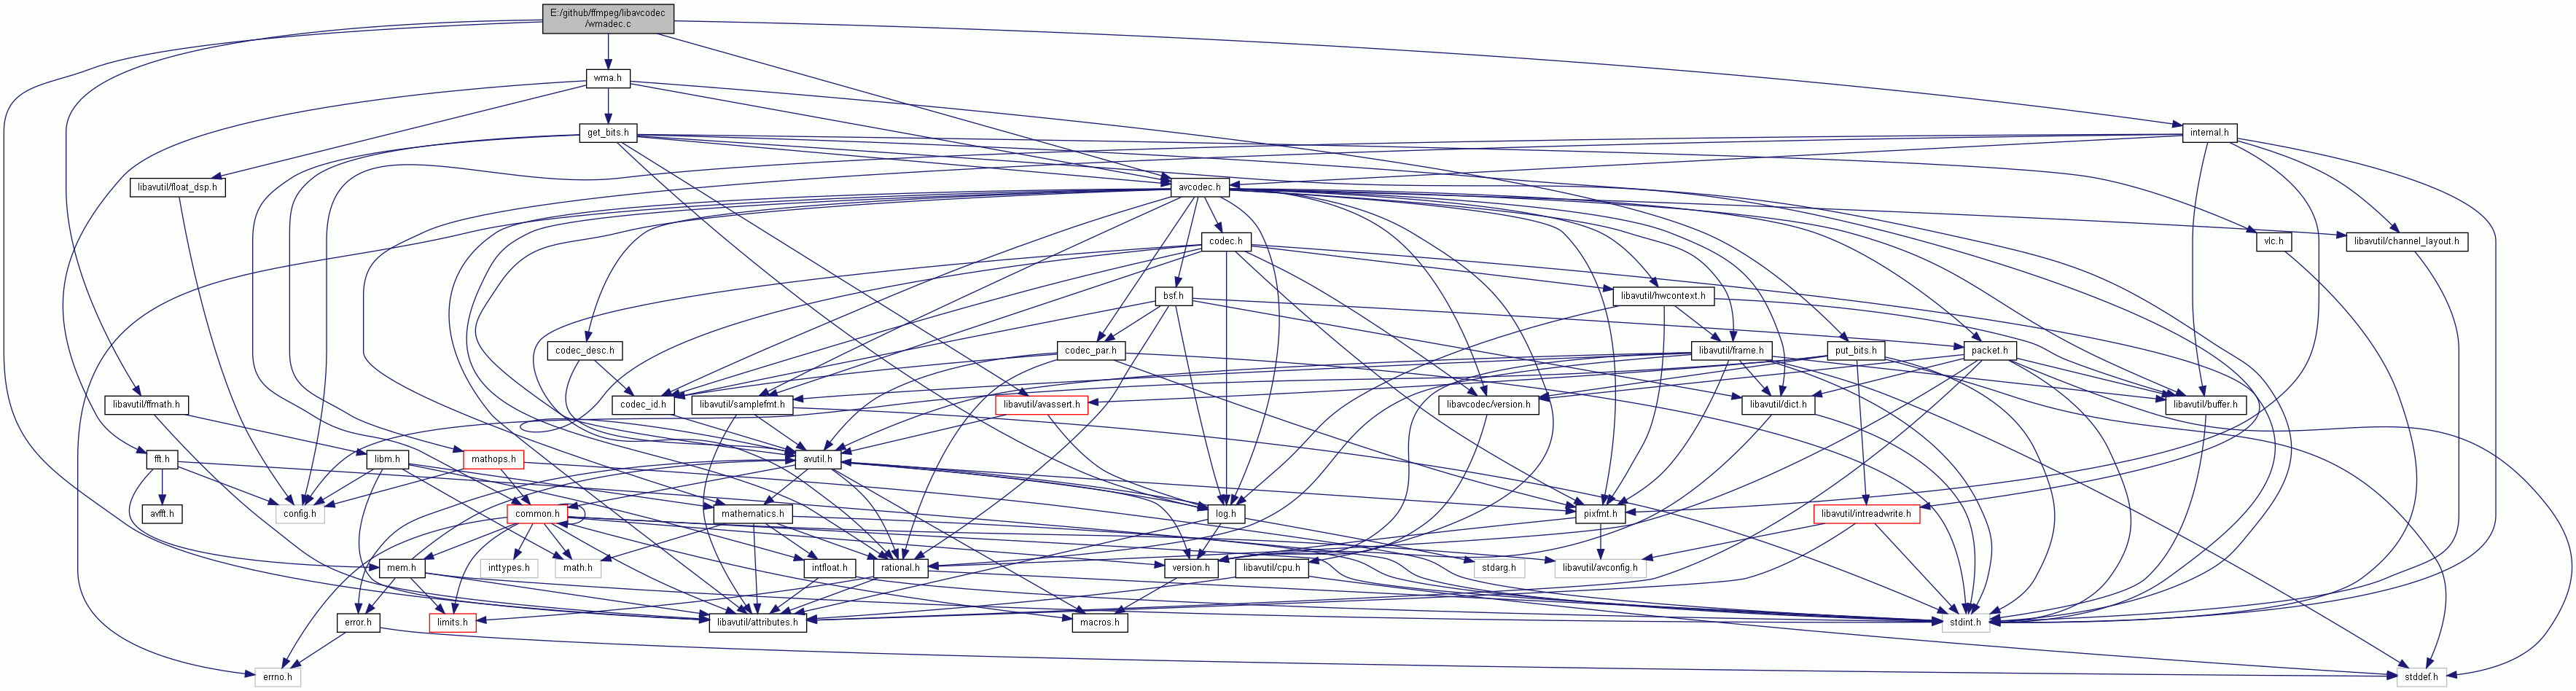 E:/github/ffmpeg/libavcodec
/wmadec.c
wma.h
get_bits.h
internal.h
libavutil/float_dsp.h
avcodec.h
codec.h
vlc.h
libavutil/channel_layout.h
bsf.h
libavutil/hwcontext.h
codec_desc.h
codec_par.h
libavutil/frame.h
put_bits.h
packet.h
libavutil/ffmath.h
codec_id.h
libavutil/samplefmt.h
libavutil/avassert.h
libavcodec/version.h
libavutil/dict.h
libavutil/buffer.h
fft.h
libm.h
mathops.h
avutil.h
avfft.h
config.h
common.h
mathematics.h
log.h
pixfmt.h
libavutil/intreadwrite.h
mem.h
inttypes.h
math.h
intfloat.h
rational.h
version.h
libavutil/cpu.h
stdarg.h
libavutil/avconfig.h
error.h
limits.h
libavutil/attributes.h
macros.h
stdint.h
errno.h
stddef.h